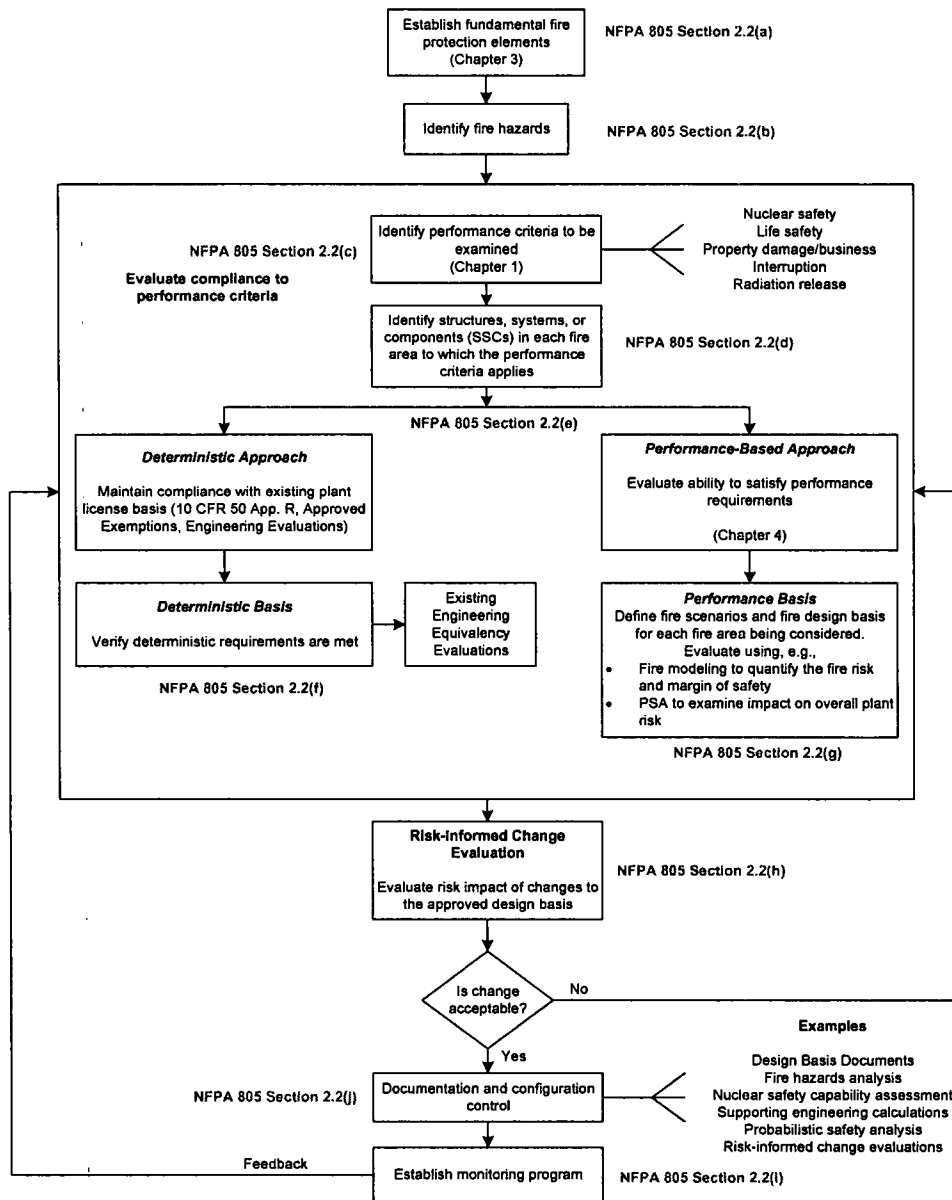 Establish fundamental fire
protection elements
(Chapter 3)
NFPA 805 Section 2.2(a)
Identify fire hazards
NFPA 805 Section 2.2(b)
NFPA 805 Section 2.2(c)
Evaluate compliance to
performance criteria
Identify performance criteria to be
examined
(Chapter 1)
Nuclear safety
Life safety
Property damage/business
Interruption
Radiation release
Identify structures, systems, or
components (SSCs) in each fire
area to which the performance
criteria applies
NFPA 805 Section 2.2(d)
NFPA 805 Section 2.2(e)
Deterministic Approach
Maintain compliance with existing plant
license basis (10 CFR 50 App. R, Approved
Exemptions, Engineering Evaluations)
Performance-Based Approach
Evaluate ability to satisfy performance
requirements
(Chapter 4)
Deterministic Basis
Verify deterministic requirements are met
NFPA 805 Section 2.2(f)
Existing
Engineering
Equivalency
Evaluations
Performance Basis
Define fire scenarios and fire design basis
for each fire area being considered.
Evaluate using, e.g.,
• Fire modeling to quantify the fire risk
and margin of safety
• PSA to examine impact on overall plant
risk
NFPA 805 Section 2.2(g)
Risk-Informed Change
Evaluation
Evaluate risk impact of changes to
the approved design basis
NFPA 805 Section 2.2(h)
Is change
acceptable?
No
Yes
Examples
Design Basis Documents
Fire hazards analysis
Nuclear safety capability assessment
Supporting engineering calculations
Probabilistic safety analysis
Risk-informed change evaluations
NFPA 805 Section 2.2(j)
Documentation and configuration
control
Feedback
Establish monitoring program
NFPA 805 Section 2.2(i)